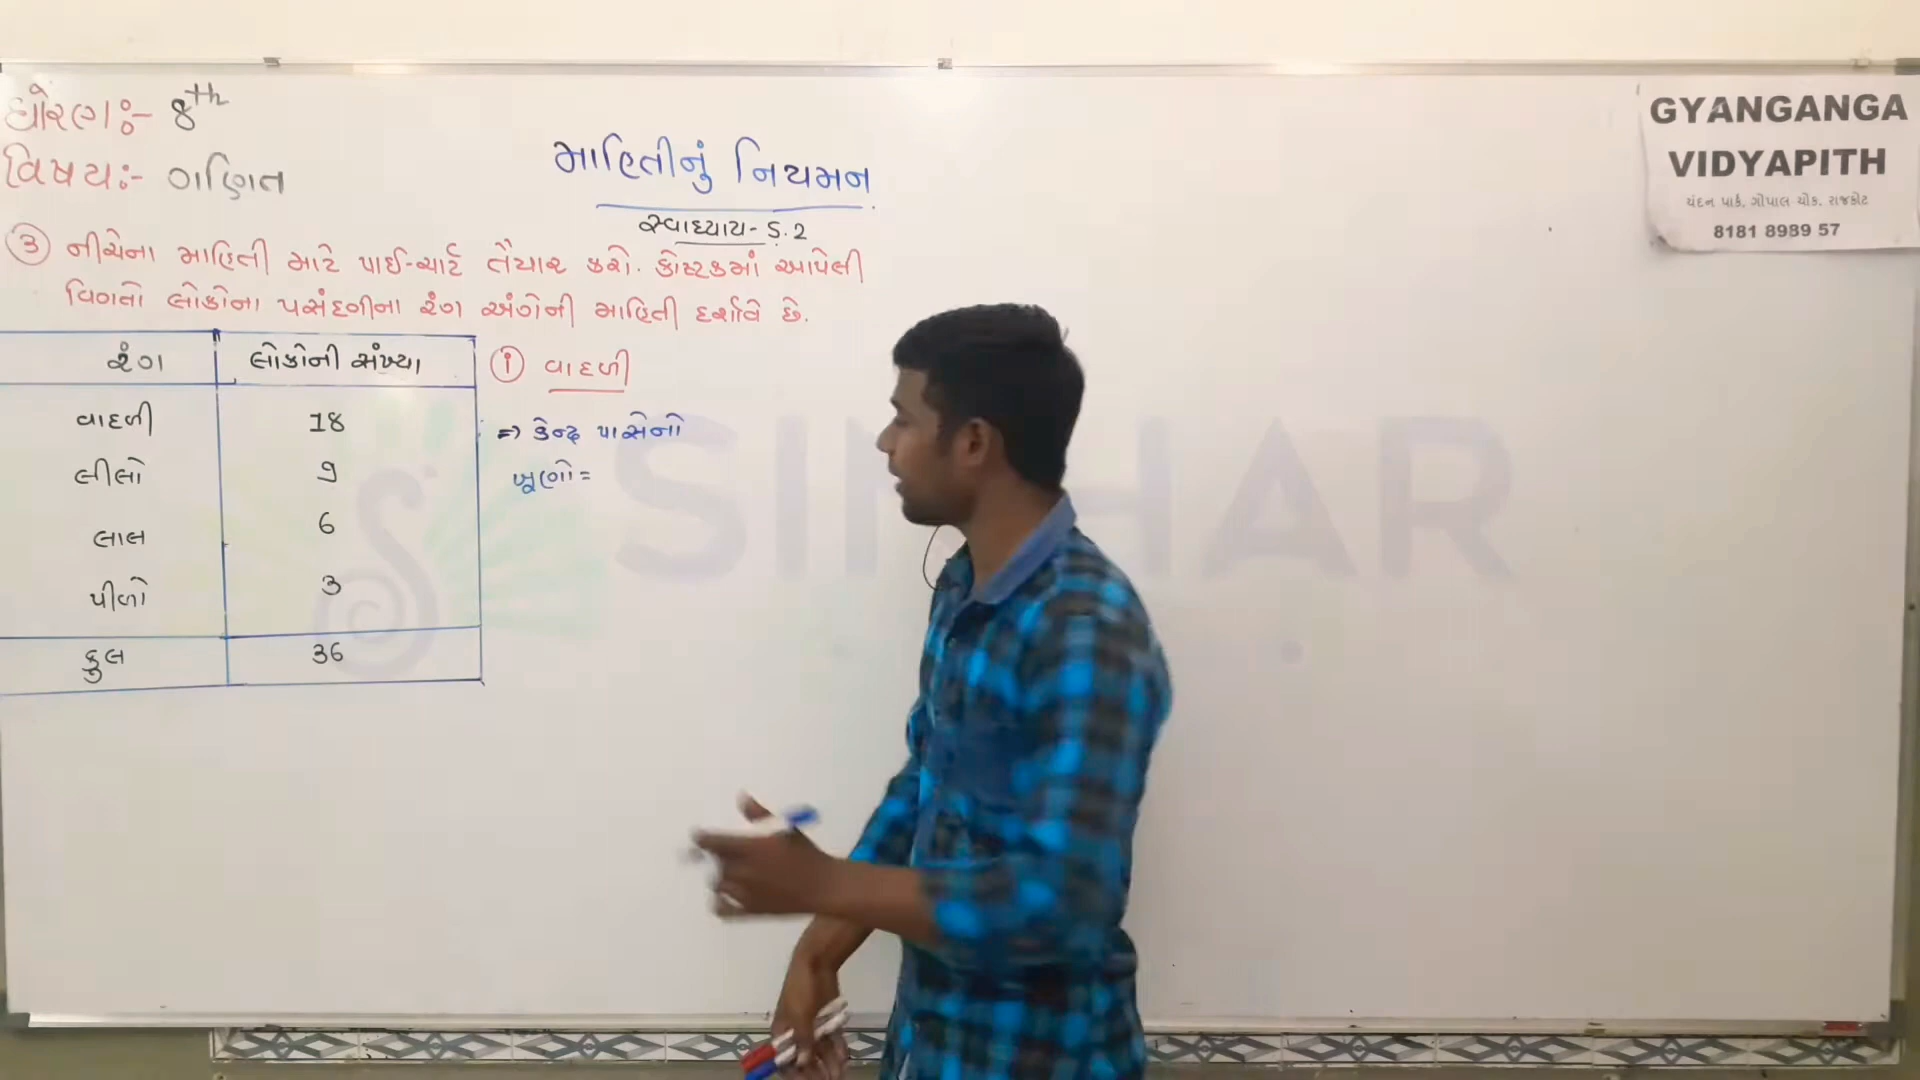 ધોરણ:- 8th
વિષય:- ગણિત
માહિતીનું નિયમન
સ્વાધ્યાય - 5.2
③ નીચેના માહિતી માટે પાઈ-ચાર્ટ તૈયાર કરો. કોષ્ટકમાં આપેલી
વિગતો લોકોના પસંદગીના રંગ અંગેની માહિતી દર્શાવે છે.
રંગ લોકોની સંખ્યા
વાદળી 18
લીલો 9
લાલ 6
પીળો 3
કુલ 36
(i) વાદળી
⇒ કેન્દ્ર પાસેનો
ખૂણો =
GYANGANGA
VIDYAPITH
ચંદન પાર્ક, ગોપાલ ચોક, રાજકોટ
8181 8989 57